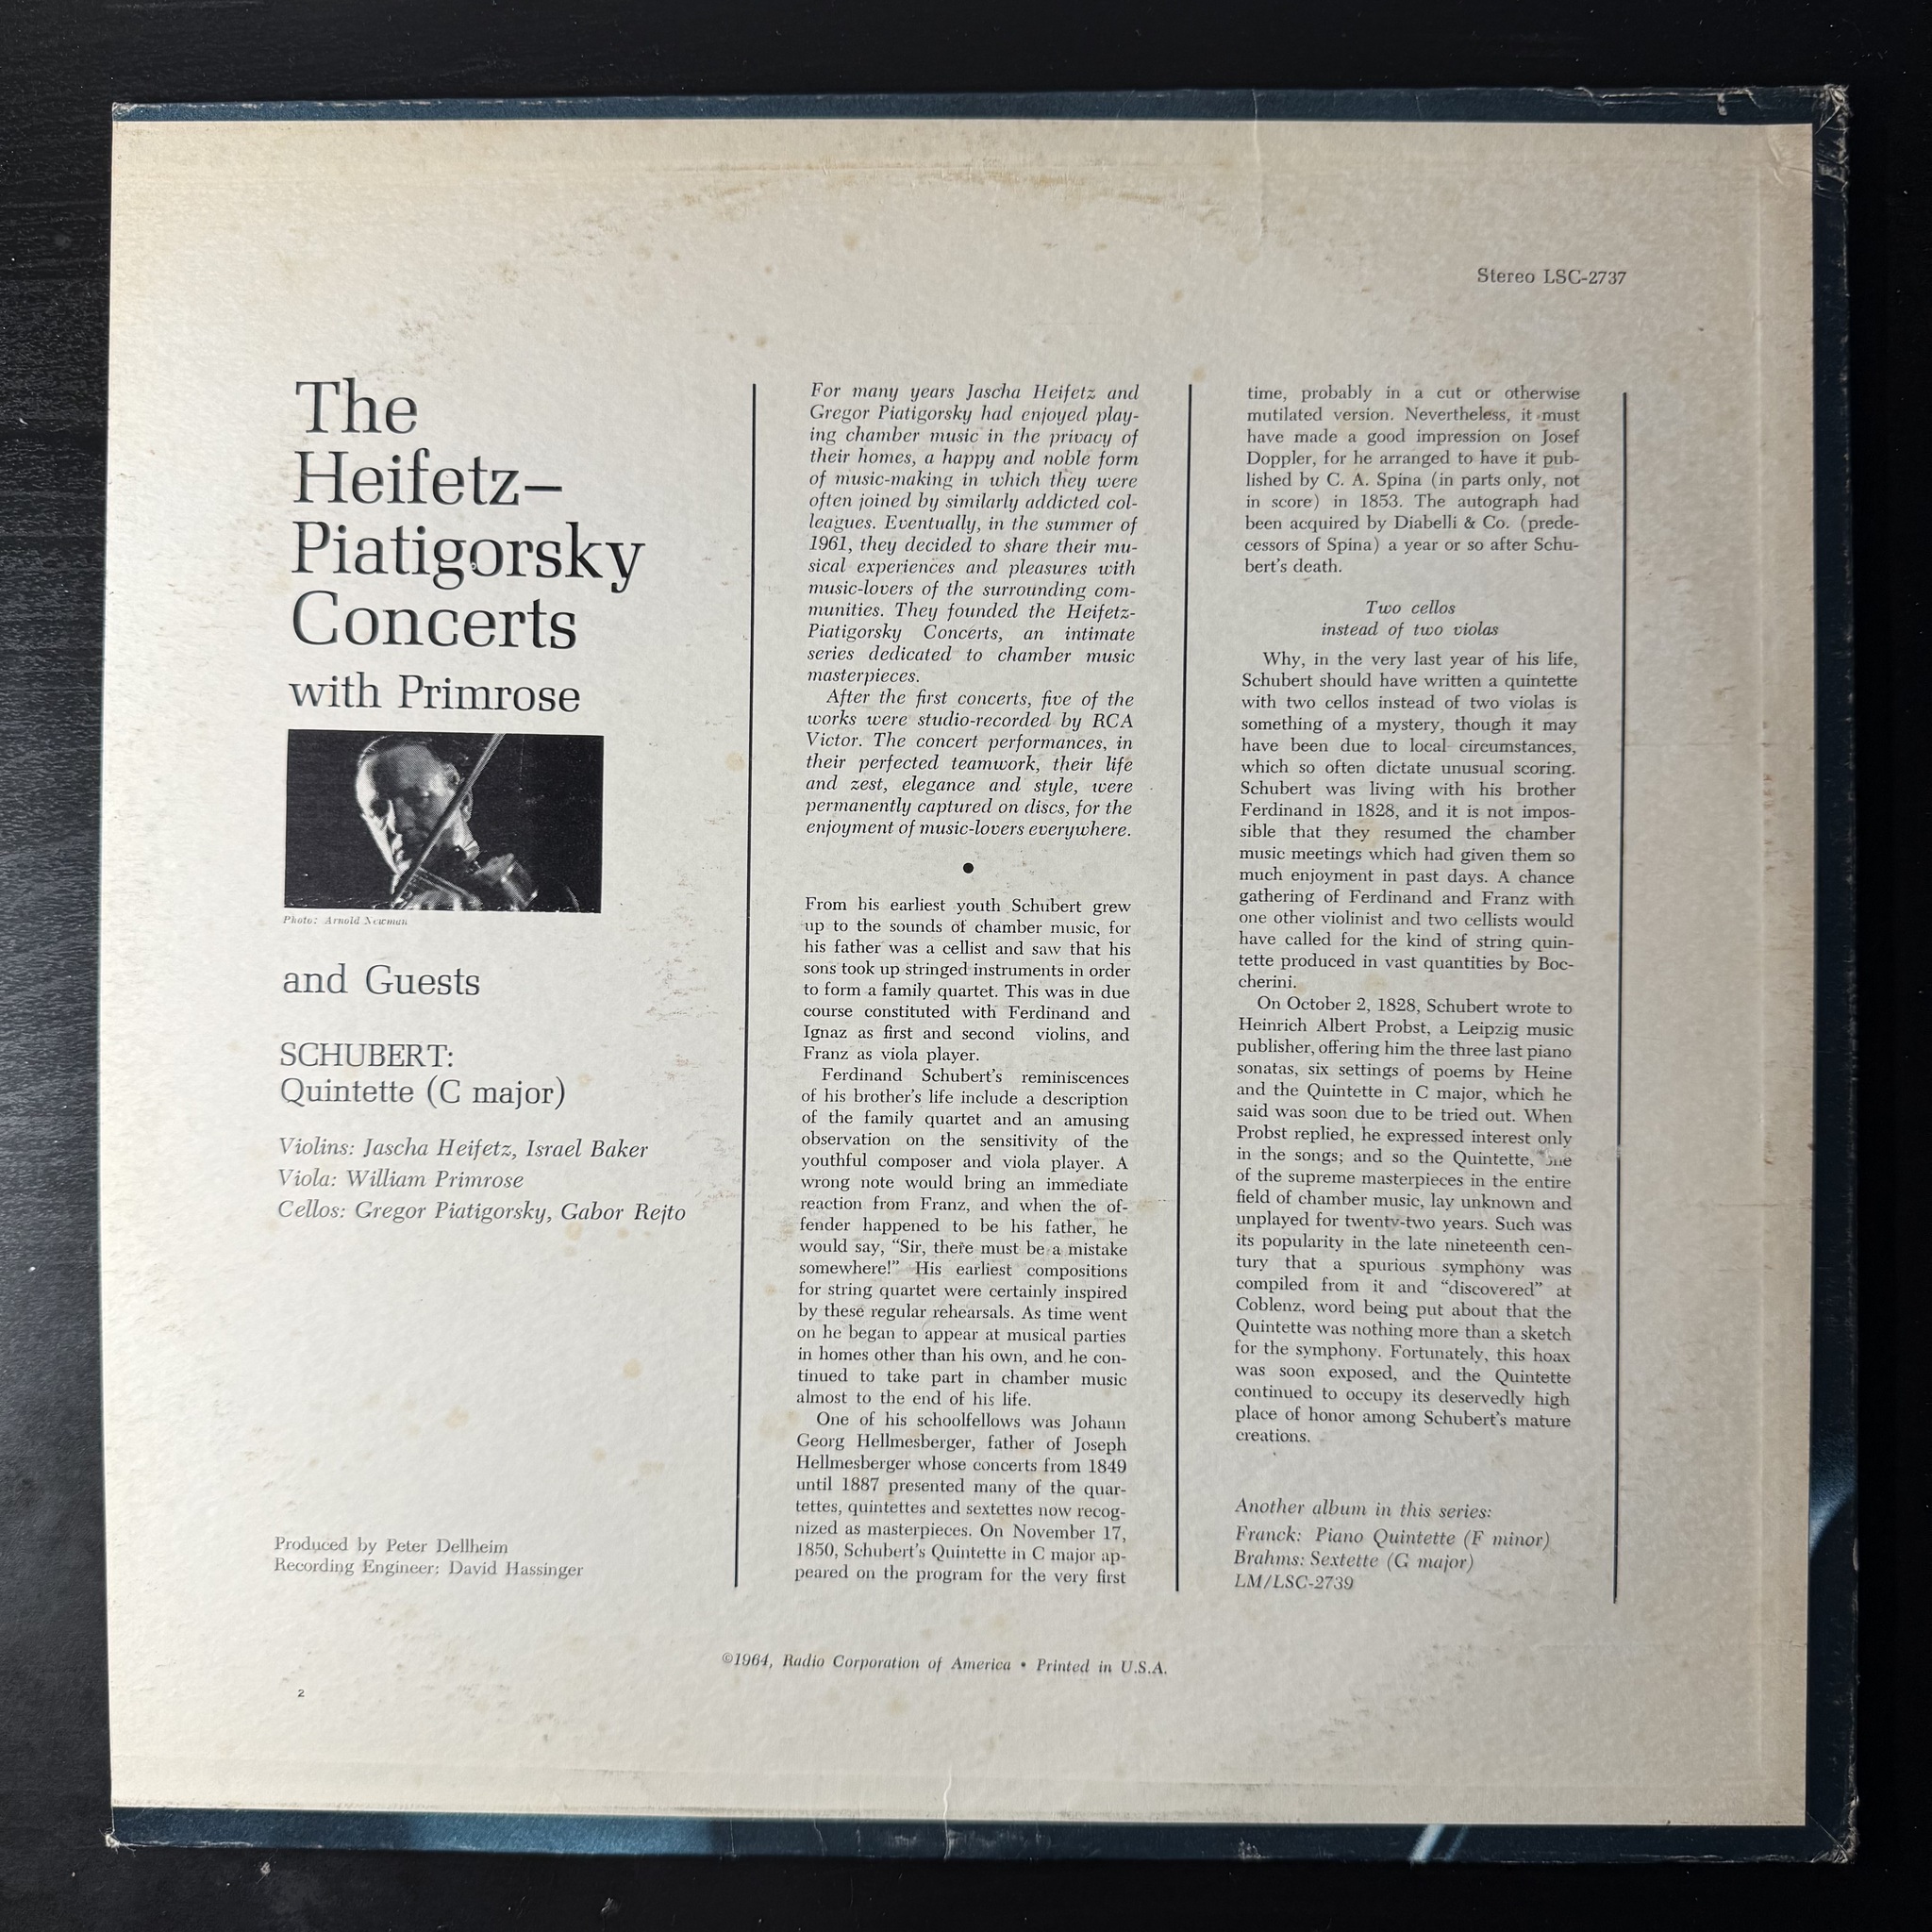 Stereo LSC-2737
The
Heifetz–
Piatigorsky
Concerts
with Primrose
Photo: Arnold Newman
and Guests
SCHUBERT:
Quintette (C major)
Violins: Jascha Heifetz, Israel Baker
Viola: William Primrose
Cellos: Gregor Piatigorsky, Gabor Rejto
Produced by Peter Dellheim
Recording Engineer: David Hassinger
For many years Jascha Heifetz and
Gregor Piatigorsky had enjoyed play-
ing chamber music in the privacy of
their homes, a happy and noble form
of music-making in which they were
often joined by similarly addicted col-
leagues. Eventually, in the summer of
1961, they decided to share their mu-
sical experiences and pleasures with
music-lovers of the surrounding com-
munities. They founded the Heifetz-
Piatigorsky Concerts, an intimate
series dedicated to chamber music
masterpieces.
After the first concerts, five of the
works were studio-recorded by RCA
Victor. The concert performances, in
their perfected teamwork, their life
and zest, elegance and style, were
permanently captured on discs, for the
enjoyment of music-lovers everywhere.
●
From his earliest youth Schubert grew
up to the sounds of chamber music, for
his father was a cellist and saw that his
sons took up stringed instruments in order
to form a family quartet. This was in due
course constituted with Ferdinand and
Ignaz as first and second violins, and
Franz as viola player.
Ferdinand Schubert's reminiscences
of his brother's life include a description
of the family quartet and an amusing
observation on the sensitivity of the
youthful composer and viola player. A
wrong note would bring an immediate
reaction from Franz, and when the of-
fender happened to be his father, he
would say, “Sir, there must be a mistake
somewhere!” His earliest compositions
for string quartet were certainly inspired
by these regular rehearsals. As time went
on he began to appear at musical parties
in homes other than his own, and he con-
tinued to take part in chamber music
almost to the end of his life.
One of his schoolfellows was Johann
Georg Hellmesberger, father of Joseph
Hellmesberger whose concerts from 1849
until 1887 presented many of the quar-
tettes, quintettes and sextettes now recog-
nized as masterpieces. On November 17,
1850, Schubert's Quintette in C major ap-
peared on the program for the very first
time, probably in a cut or otherwise
mutilated version. Nevertheless, it must
have made a good impression on Josef
Doppler, for he arranged to have it pub-
lished by C. A. Spina (in parts only, not
in score) in 1853. The autograph had
been acquired by Diabelli & Co. (prede-
cessors of Spina) a year or so after Schu-
bert's death.
Two cellos
instead of two violas
Why, in the very last year of his life,
Schubert should have written a quintette
with two cellos instead of two violas is
something of a mystery, though it may
have been due to local circumstances,
which so often dictate unusual scoring.
Schubert was living with his brother
Ferdinand in 1828, and it is not impos-
sible that they resumed the chamber
music meetings which had given them so
much enjoyment in past days. A chance
gathering of Ferdinand and Franz with
one other violinist and two cellists would
have called for the kind of string quin-
tette produced in vast quantities by Boc-
cherini.
On October 2, 1828, Schubert wrote to
Heinrich Albert Probst, a Leipzig music
publisher, offering him the three last piano
sonatas, six settings of poems by Heine
and the Quintette in C major, which he
said was soon due to be tried out. When
Probst replied, he expressed interest only
in the songs; and so the Quintette, one
of the supreme masterpieces in the entire
field of chamber music, lay unknown and
unplayed for twenty-two years. Such was
its popularity in the late nineteenth cen-
tury that a spurious symphony was
compiled from it and “discovered” at
Coblenz, word being put about that the
Quintette was nothing more than a sketch
for the symphony. Fortunately, this hoax
was soon exposed, and the Quintette
continued to occupy its deservedly high
place of honor among Schubert's mature
creations.
Another album in this series:
Franck: Piano Quintette (F minor)
Brahms: Sextette (G major)
LM/LSC-2739
©1964, Radio Corporation of America • Printed in U.S.A.
2